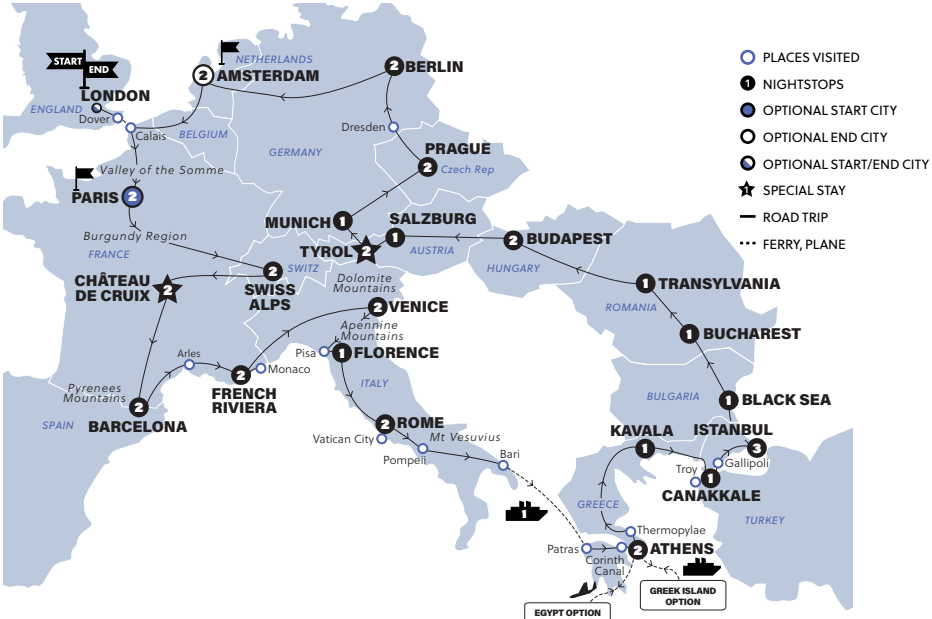 START
END
LONDON
ENGLAND
Dover
Calais
NETHERLANDS
2
AMSTERDAM
BELGIUM
2
BERLIN
Dresden
GERMANY
PRAGUE
2
Czech Rep
Valley of the Somme
PARIS
2
Burgundy Region
FRANCE
MUNICH
1
SALZBURG
1
TYROL
2
AUSTRIA
2
BUDAPEST
HUNGARY
CHÂTEAU
DE CRUIX
2
2
SWITZ
SWISS
ALPS
Dolomite
Mountains
2
VENICE
Apennine
Mountains
1
TRANSYLVANIA
ROMANIA
1
BUCHAREST
Arles
2
Monaco
FRENCH
RIVIERA
Pisa
1
FLORENCE
ITALY
Pyrenees
Mountains
2
BARCELONA
SPAIN
2
ROME
Vatican City
Mt Vesuvius
Pompeii
Bari
BULGARIA
1
BLACK SEA
KAVALA
1
ISTANBUL
3
Gallipoli
Troy
1
CANAKKALE
TURKEY
GREECE
1
Thermopylae
Patras
Corinth
Canal
2
ATHENS
GREEK ISLAND
OPTION
EGYPT OPTION
PLACES VISITED
1
NIGHTSTOPS
OPTIONAL START CITY
OPTIONAL END CITY
OPTIONAL START/END CITY
1
SPECIAL STAY
ROAD TRIP
FERRY, PLANE